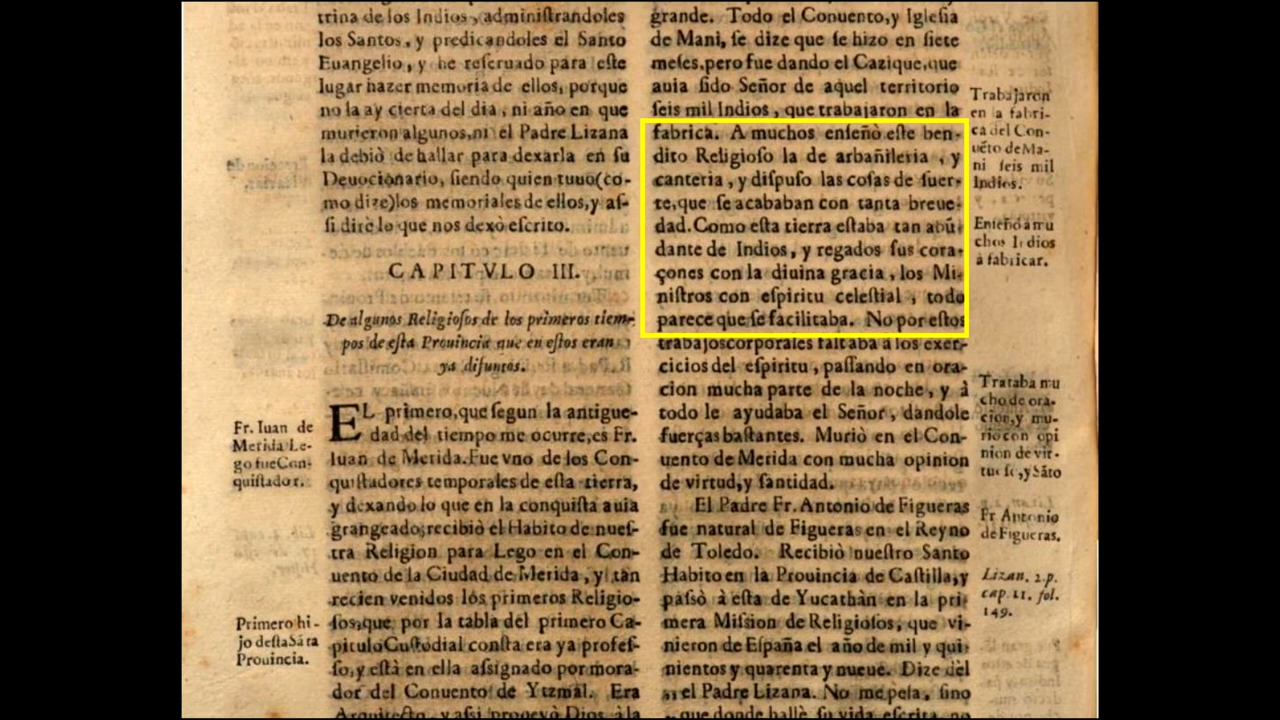 trina de los Indios, administrandoles
los Santos, y predicandoles el Santo
Euangelio, y he reseruado para este
lugar hazer memoria de ellos, porque
no la ay cierta del dia, ni año en que
murieron algunos, ni el Padre Lizana
la debiò de hallar para dexarla en su
Deuocionario, siendo quien tuuo (co-
mo dize) los memoriales de ellos, y as-
si dirè lo que nos dexò escrito.
CAPITVLO III.
De algunos Religiosos de los primeros tiem-
pos de esta Prouincia que en estos eran
ya difuntos.
Fr. Iuan de
Merida Le-
go fue Con-
quistador.
EL primero, que segun la antigue-
dad del tiempo me ocurre, es Fr.
Iuan de Merida. Fue vno de los Con-
quistadores temporales de esta tierra,
y dexando lo que en la conquista auia
grangeado, recibiò el Habito de nues-
tra Religion para Lego en el Con-
uento de la Ciudad de Merida, y tan
recien venidos los primeros Religio-
Primero hi-
jo desta Sāta
Prouincia.
sos, que por la tabla del primero Ca-
pitulo Custodial consta era ya profes-
so, y està en ella assignado por mora-
dor del Conuento de Ytzmal. Era
Arquitecto, y assi proueyò Dios à la
grande. Todo el Conuento, y Iglesia
de Mani, se dize que se hizo en siete
meses, pero fue dando el Cazique, que
auia sido Señor de aquel territorio
seis mil Indios, que trabajaron en la
fabrica. A muchos enseñò este ben-
dito Religioso la de arbañileria, y
canteria, y dispuso las cosas de suer-
te, que se acababan con tanta breue-
dad. Como esta tierra estaba tan abū-
dante de Indios, y regados sus cora-
çones con la diuina gracia, los Mi-
nistros con espiritu celestial, todo
parece que se facilitaba. No por estos
trabajos corporales faltaba à los exer-
cicios del espiritu, passando en ora-
cion mucha parte de la noche, y à
todo le ayudaba el Señor, dandole
fuerças bastantes. Muriò en el Con-
uento de Merida con mucha opinion
de virtud, y santidad.
Trabajaron
en la fabri-
ca del Con-
uēto de Ma-
ni seis mil
Indios.
Enseñò a mu
chos Indios
à fabricar.
Trataba mu
cho de ora-
cion, y mu-
rio con opi
nion de vir-
tud, y Sāto
El Padre Fr. Antonio de Figueras
fue natural de Figueras en el Reyno
de Toledo. Recibiò nuestro Santo
Habito en la Prouincia de Castilla, y
passò à esta de Yucathàn en la pri-
mera Mission de Religiosos, que vi-
nieron de España el año de mil y qui-
nientos y quarenta y nueue. Dize dèl
el Padre Lizana. No me pesa, sino
que donde hallè su vida escrita, no
Fr Antonio
de Figueras.
Lizan. 2. p.
cap. 11. fol.
149.